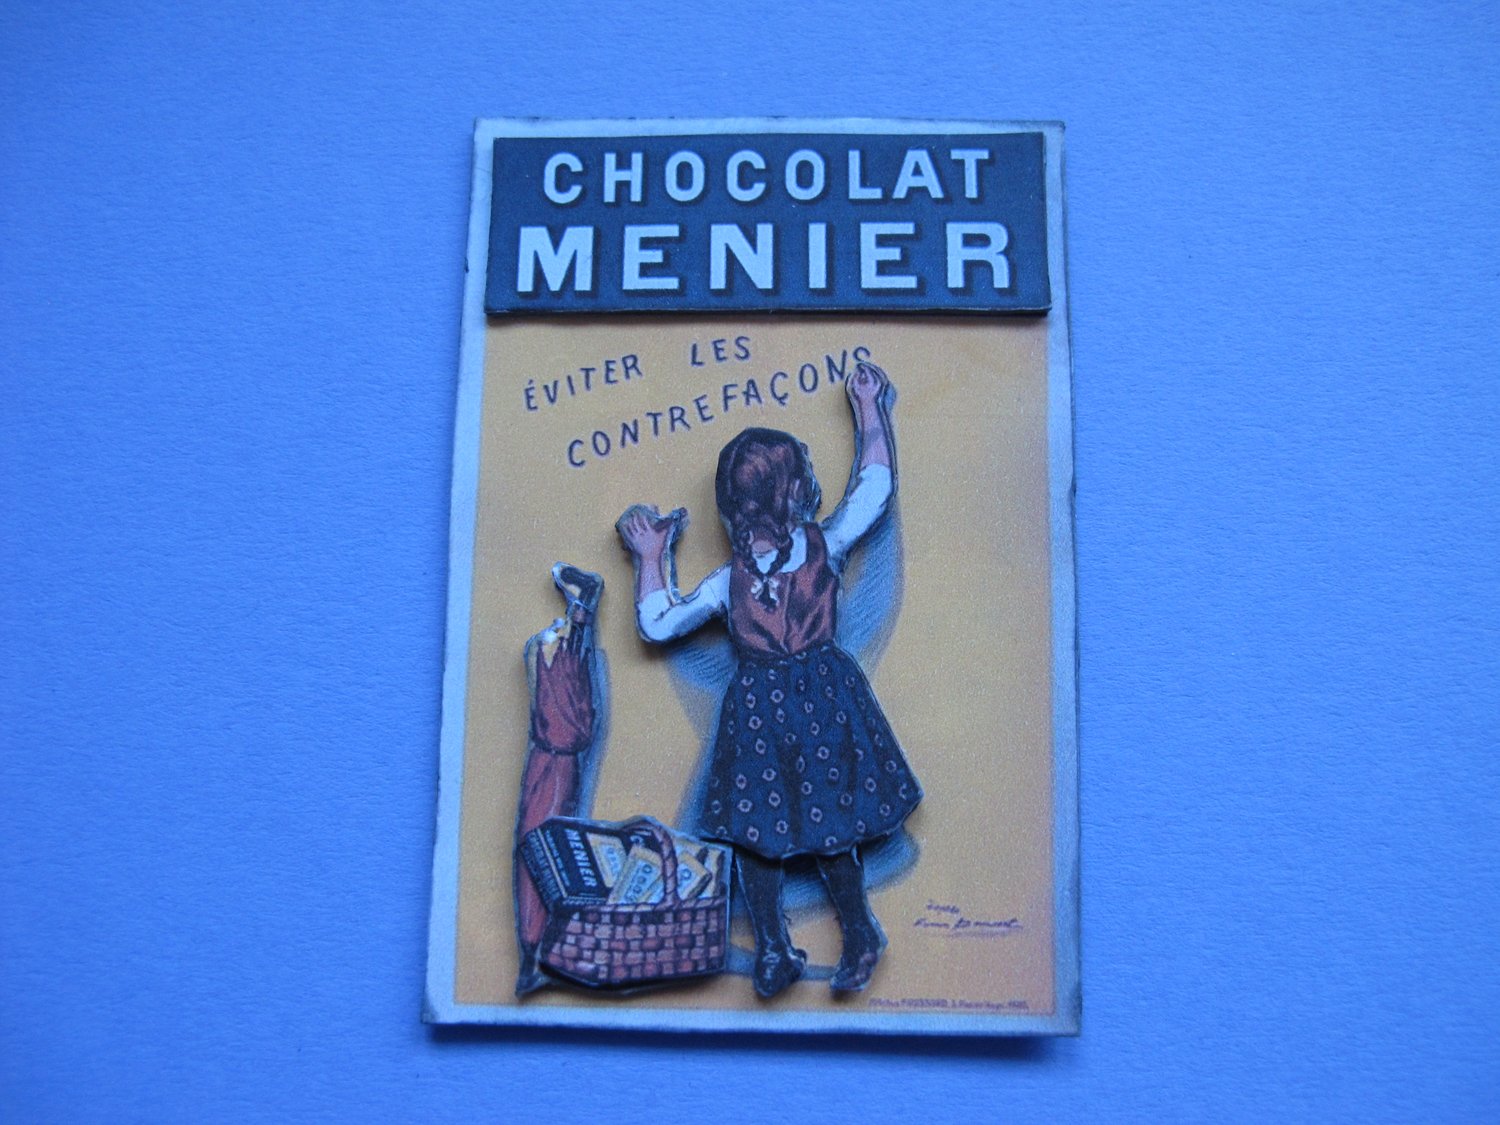 CHOCOLAT
MENIER
ÉVITER LES
CONTREFAÇONS
MENIER